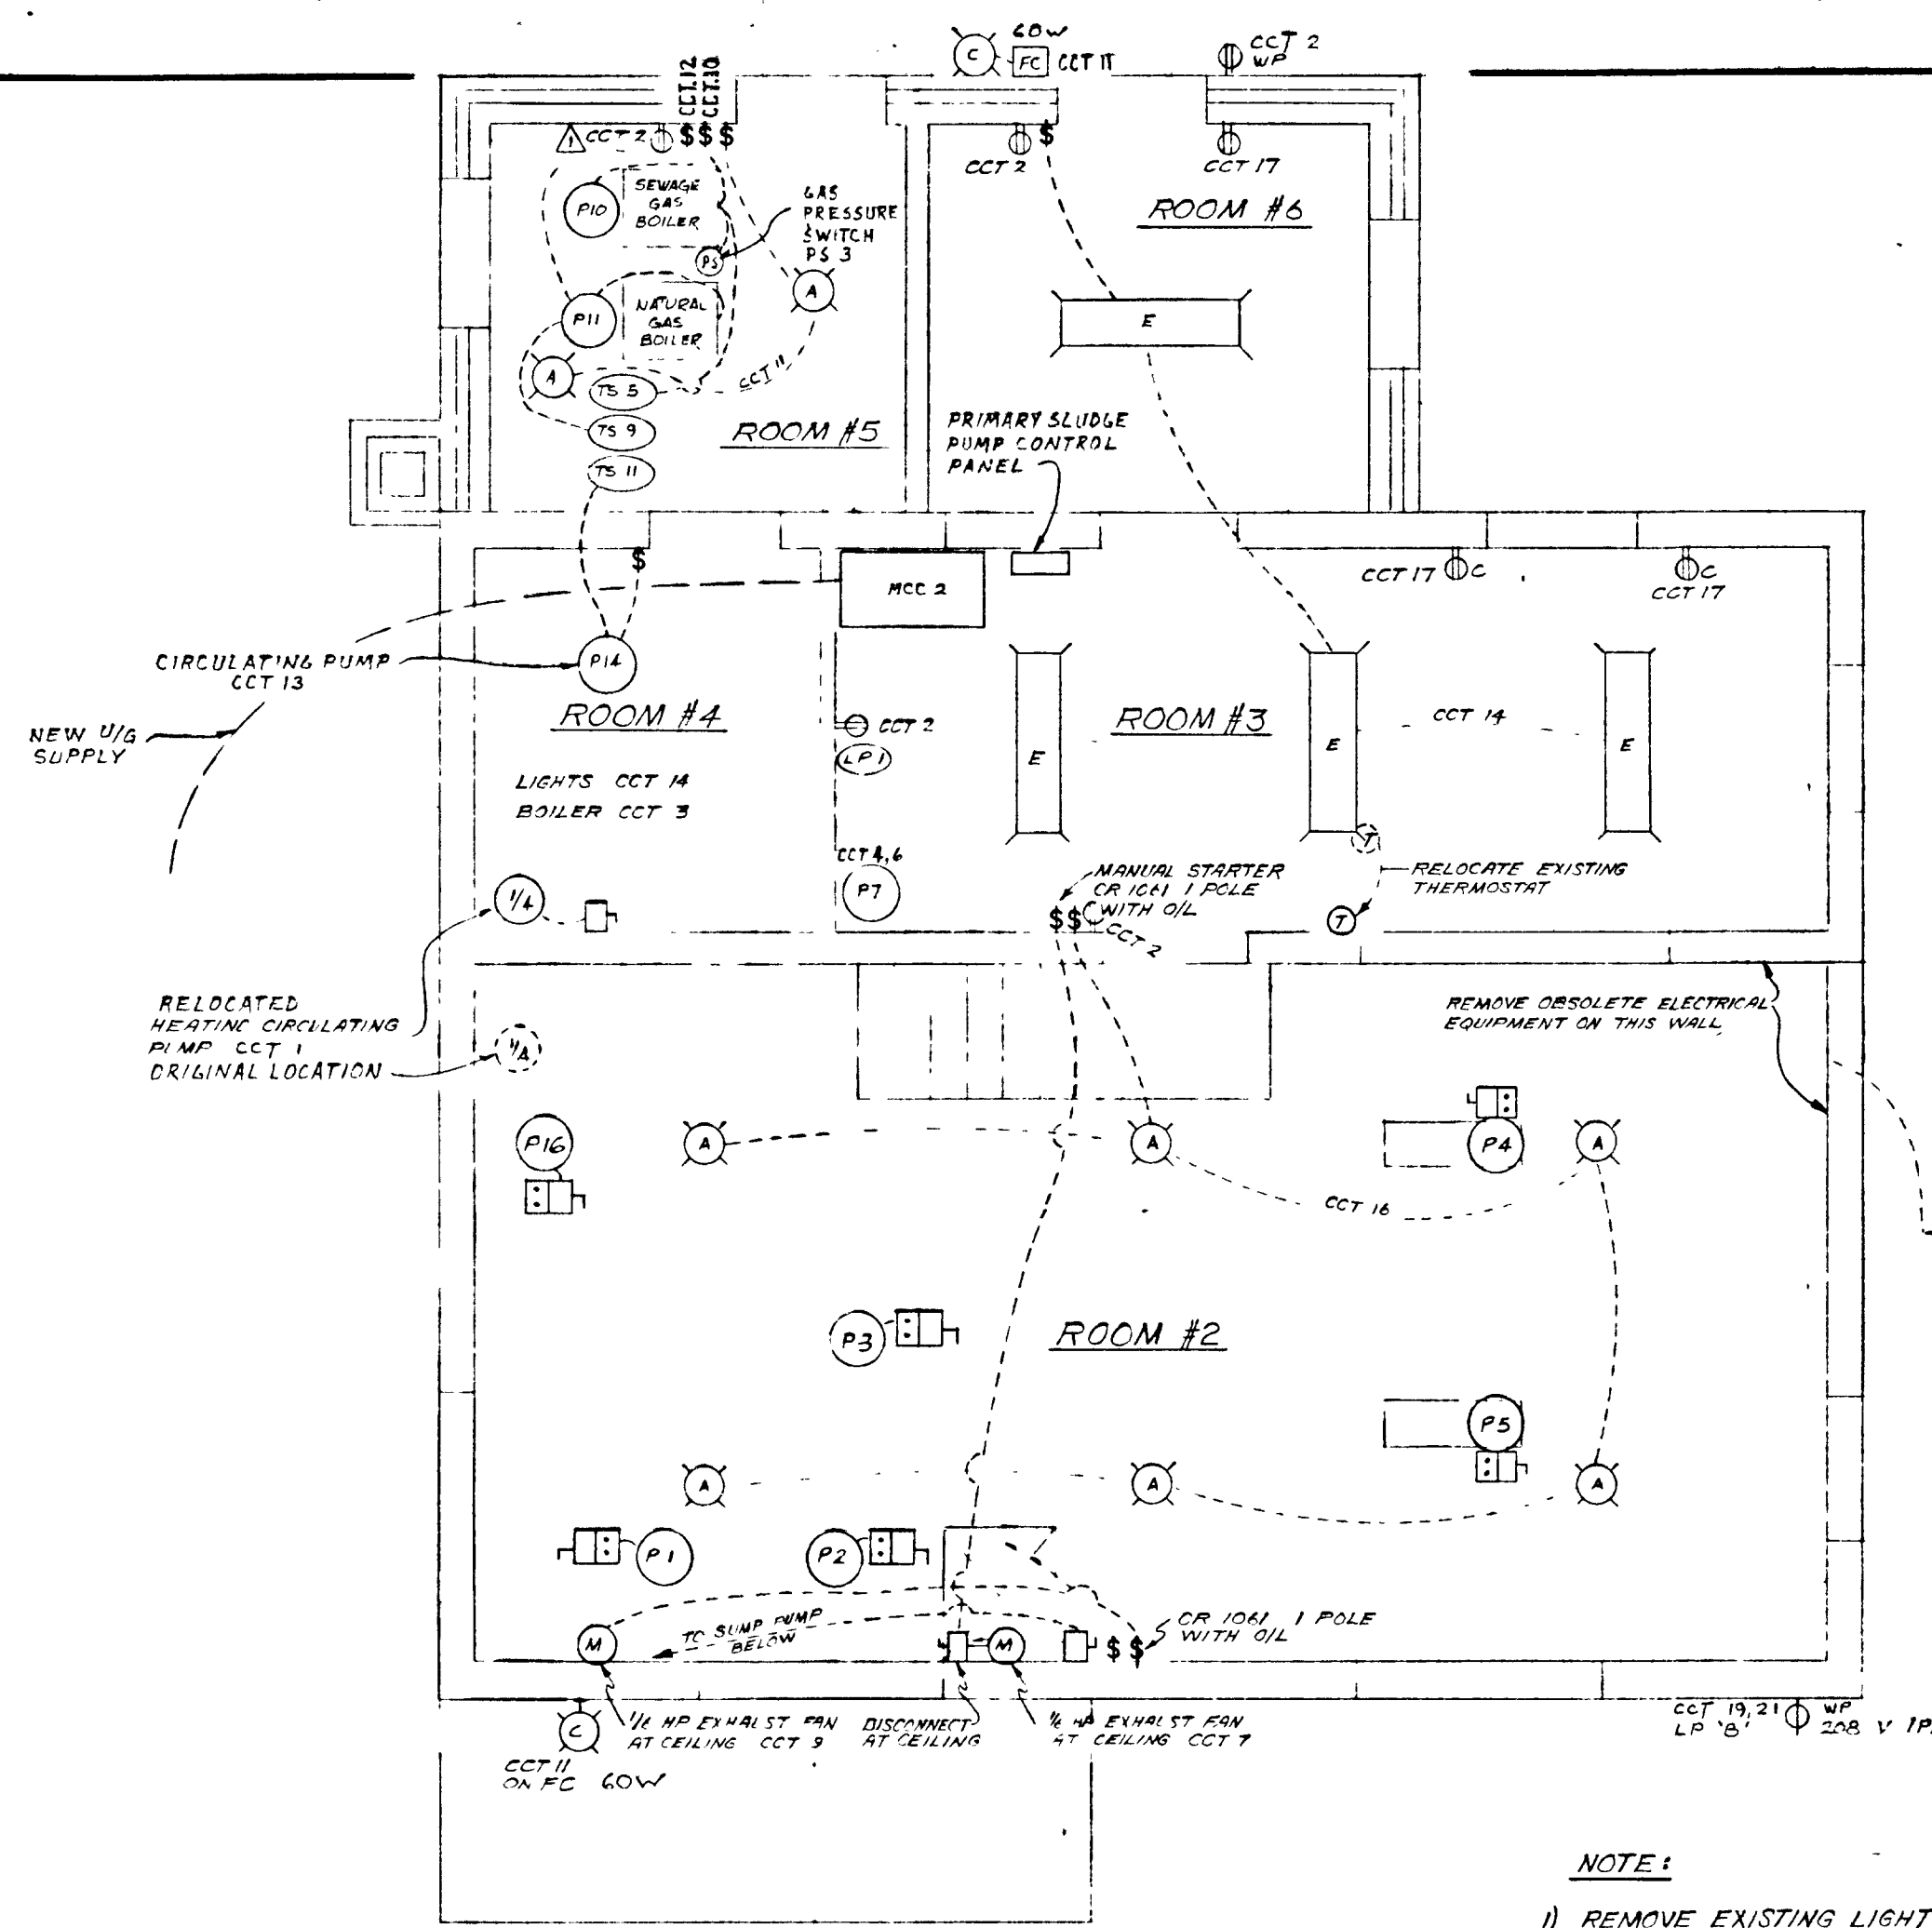 60W
C FC CCT 11
CCT 2
WP
CCT.12
CCT.10
CCT 2 $ $ $
CCT 2 $
CCT 17
P10
SEWAGE
GAS
BOILER
GAS
PRESSURE
SWITCH
PS 3
PS
A
ROOM #6
P11
NATURAL
GAS
BOILER
E
A
CCT 11
TS 5
TS 9
TS 11
ROOM #5
PRIMARY SLUDGE
PUMP CONTROL
PANEL
$
MCC 2
CCT 17 C
C
CCT 17
CIRCULATING PUMP
CCT 13
P14
NEW U/G
SUPPLY
ROOM #4
CCT 2
LP 1
ROOM #3
CCT 14
E
E
E
LIGHTS CCT 14
BOILER CCT 3
T
CCT 4,6
P7
MANUAL STARTER
CR 1061 1 POLE
WITH O/L
$ $
CCT 2
RELOCATE EXISTING
THERMOSTAT
T
1/4
RELOCATED
HEATING CIRCULATING
PUMP CCT 1
ORIGINAL LOCATION
1/4
REMOVE OBSOLETE ELECTRICAL
EQUIPMENT ON THIS WALL
P16
A
A
P4
A
CCT 16
P3
ROOM #2
P5
A
A
A
P1
P2
TO SUMP PUMP
BELOW
M
M
$ $
CR 1061 1 POLE
WITH O/L
C
CCT 11
ON FC 60W
1/6 HP EXHAUST FAN
AT CEILING CCT 9
DISCONNECT
AT CEILING
1/6 HP EXHAUST FAN
AT CEILING CCT 7
CCT 19,21
LP 'B'
WP
208 V 1P
NOTE:
1) REMOVE EXISTING LIGHT